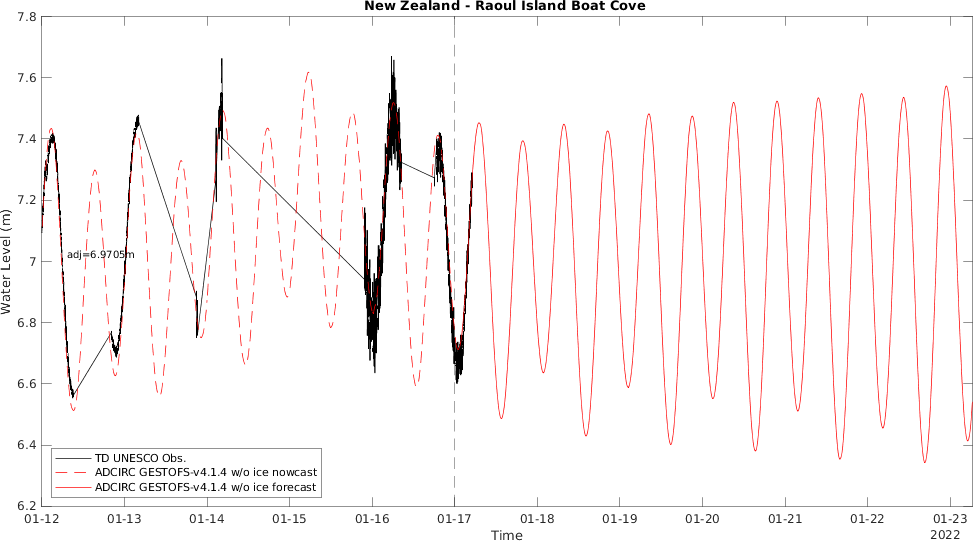 New Zealand - Raoul Island Boat Cove
7.8
7.6
7.4
7.2
7
6.8
6.6
6.4
6.2
Water Level (m)
adj=6.9705m
TD UNESCO Obs.
ADCIRC GESTOFS-v4.1.4 w/o ice nowcast
ADCIRC GESTOFS-v4.1.4 w/o ice forecast
01-12 01-13 01-14 01-15 01-16 01-17 01-18 01-19 01-20 01-21 01-22 01-23
Time
2022